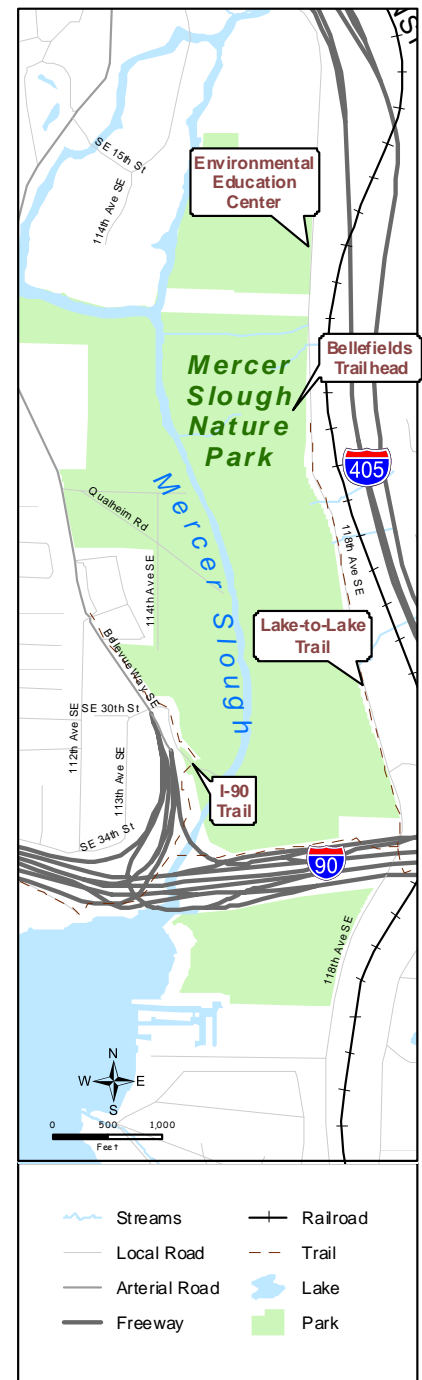 SE 15th St
114th Ave SE
Environmental
Education
Center
Bellefields
Trailhead
Mercer
Slough
Nature
Park
405
Qualheim Rd
114th Ave SE
Mercer Slough
118th Ave SE
Lake-to-Lake
Trail
Bellevue Way SE
SE 30th St
112th Ave SE
113th Ave SE
I-90
Trail
SE 34th St
90
118th Ave SE
N
W E
S
0 500 1,000
Feet
Streams
Railroad
Local Road
Trail
Arterial Road
Lake
Freeway
Park